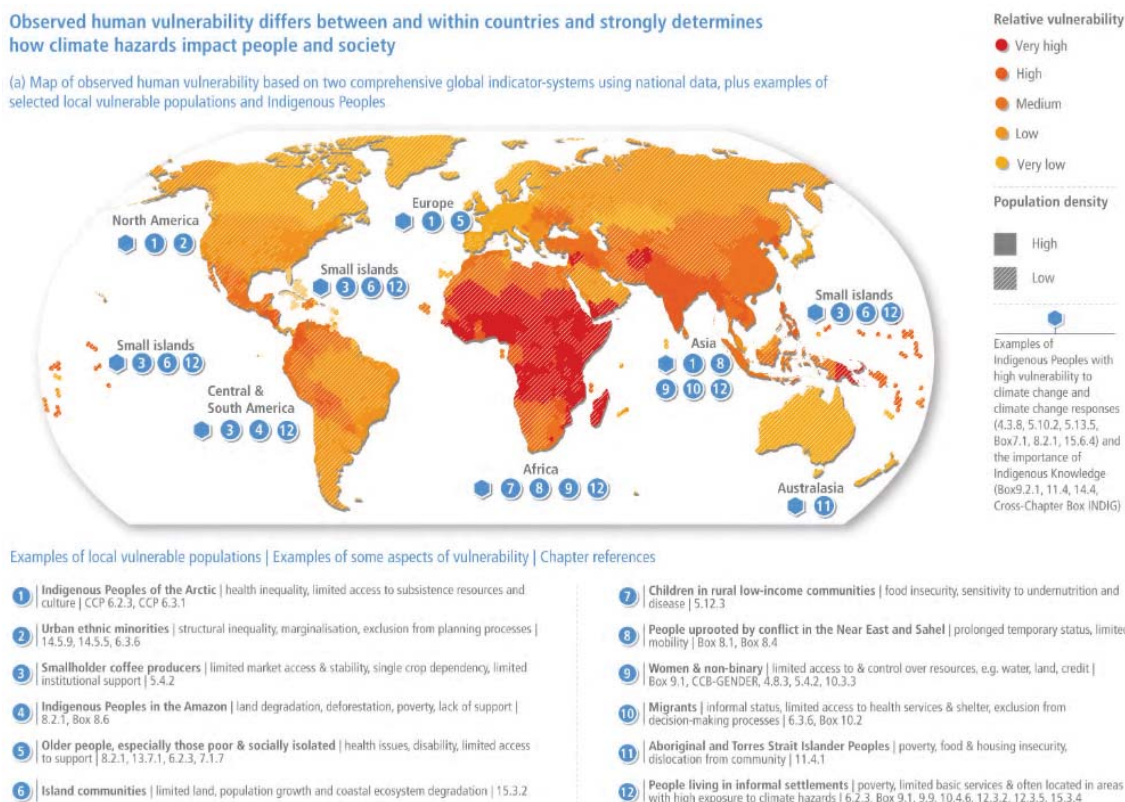 Observed human vulnerability differs between and within countries and strongly determines
how climate hazards impact people and society
(a) Map of observed human vulnerability based on two comprehensive global indicator-systems using national data, plus examples of
selected local vulnerable populations and Indigenous Peoples
North America
1 2
Europe
1 5
Small islands
3 6 12
Small islands
3 6 12
Small islands
3 6 12
Central &
South America
3 4 12
Asia
1 8
9 10 12
Africa
7 8 9 12
Australasia
11
Relative vulnerability
Very high
High
Medium
Low
Very low
Population density
High
Low
Examples of
Indigenous Peoples with
high vulnerability to
climate change and
climate change responses
(4.3.8, 5.10.2, 5.13.5,
Box7.1, 8.2.1, 15.6.4) and
the importance of
Indigenous Knowledge
(Box9.2.1, 11.4, 14.4,
Cross-Chapter Box INDIG)
Examples of local vulnerable populations | Examples of some aspects of vulnerability | Chapter references
1 | Indigenous Peoples of the Arctic | health inequality, limited access to subsistence resources and
culture | CCP 6.2.3, CCP 6.3.1
2 | Urban ethnic minorities | structural inequality, marginalisation, exclusion from planning processes |
14.5.9, 14.5.5, 6.3.6
3 | Smallholder coffee producers | limited market access & stability, single crop dependency, limited
institutional support | 5.4.2
4 | Indigenous Peoples in the Amazon | land degradation, deforestation, poverty, lack of support |
8.2.1, Box 8.6
5 | Older people, especially those poor & socially isolated | health issues, disability, limited access
to support | 8.2.1, 13.7.1, 6.2.3, 7.1.7
6 | Island communities | limited land, population growth and coastal ecosystem degradation | 15.3.2
7 | Children in rural low-income communities | food insecurity, sensitivity to undernutrition and
disease | 5.12.3
8 | People uprooted by conflict in the Near East and Sahel | prolonged temporary status, limited
mobility | Box 8.1, Box 8.4
9 | Women & non-binary | limited access to & control over resources, e.g. water, land, credit |
Box 9.1, CCB-GENDER, 4.8.3, 5.4.2, 10.3.3
10 | Migrants | informal status, limited access to health services & shelter, exclusion from
decision-making processes | 6.3.6, Box 10.2
11 | Aboriginal and Torres Strait Islander Peoples | poverty, food & housing insecurity,
dislocation from community | 11.4.1
12 | People living in informal settlements | poverty, limited basic services & often located in areas
with high exposure to climate hazards | 6.2.3, Box 9.1, 9.9, 10.4.6, 12.3.2, 12.3.5, 15.3.4